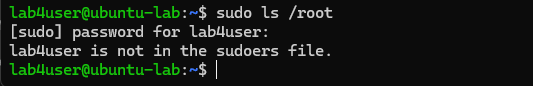 lab4user@ubuntu-lab:~$ sudo ls /root
[sudo] password for lab4user:
lab4user is not in the sudoers file.
lab4user@ubuntu-lab:~$